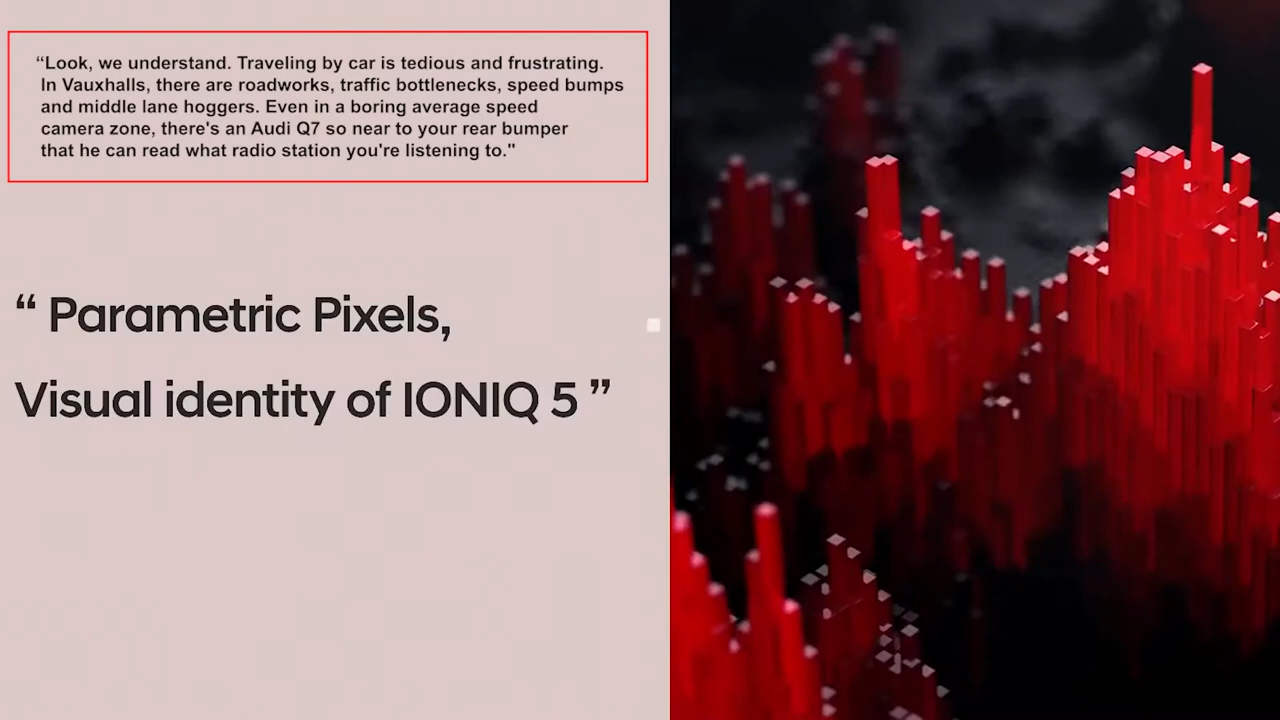 “Look, we understand. Traveling by car is tedious and frustrating.
In Vauxhalls, there are roadworks, traffic bottlenecks, speed bumps
and middle lane hoggers. Even in a boring average speed
camera zone, there's an Audi Q7 so near to your rear bumper
that he can read what radio station you're listening to."
“ Parametric Pixels,
Visual identity of IONIQ 5 ”